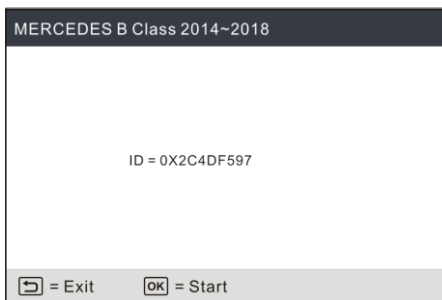 MERCEDES B Class 2014~2018
ID = 0X2C4DF597
= Exit OK = Start